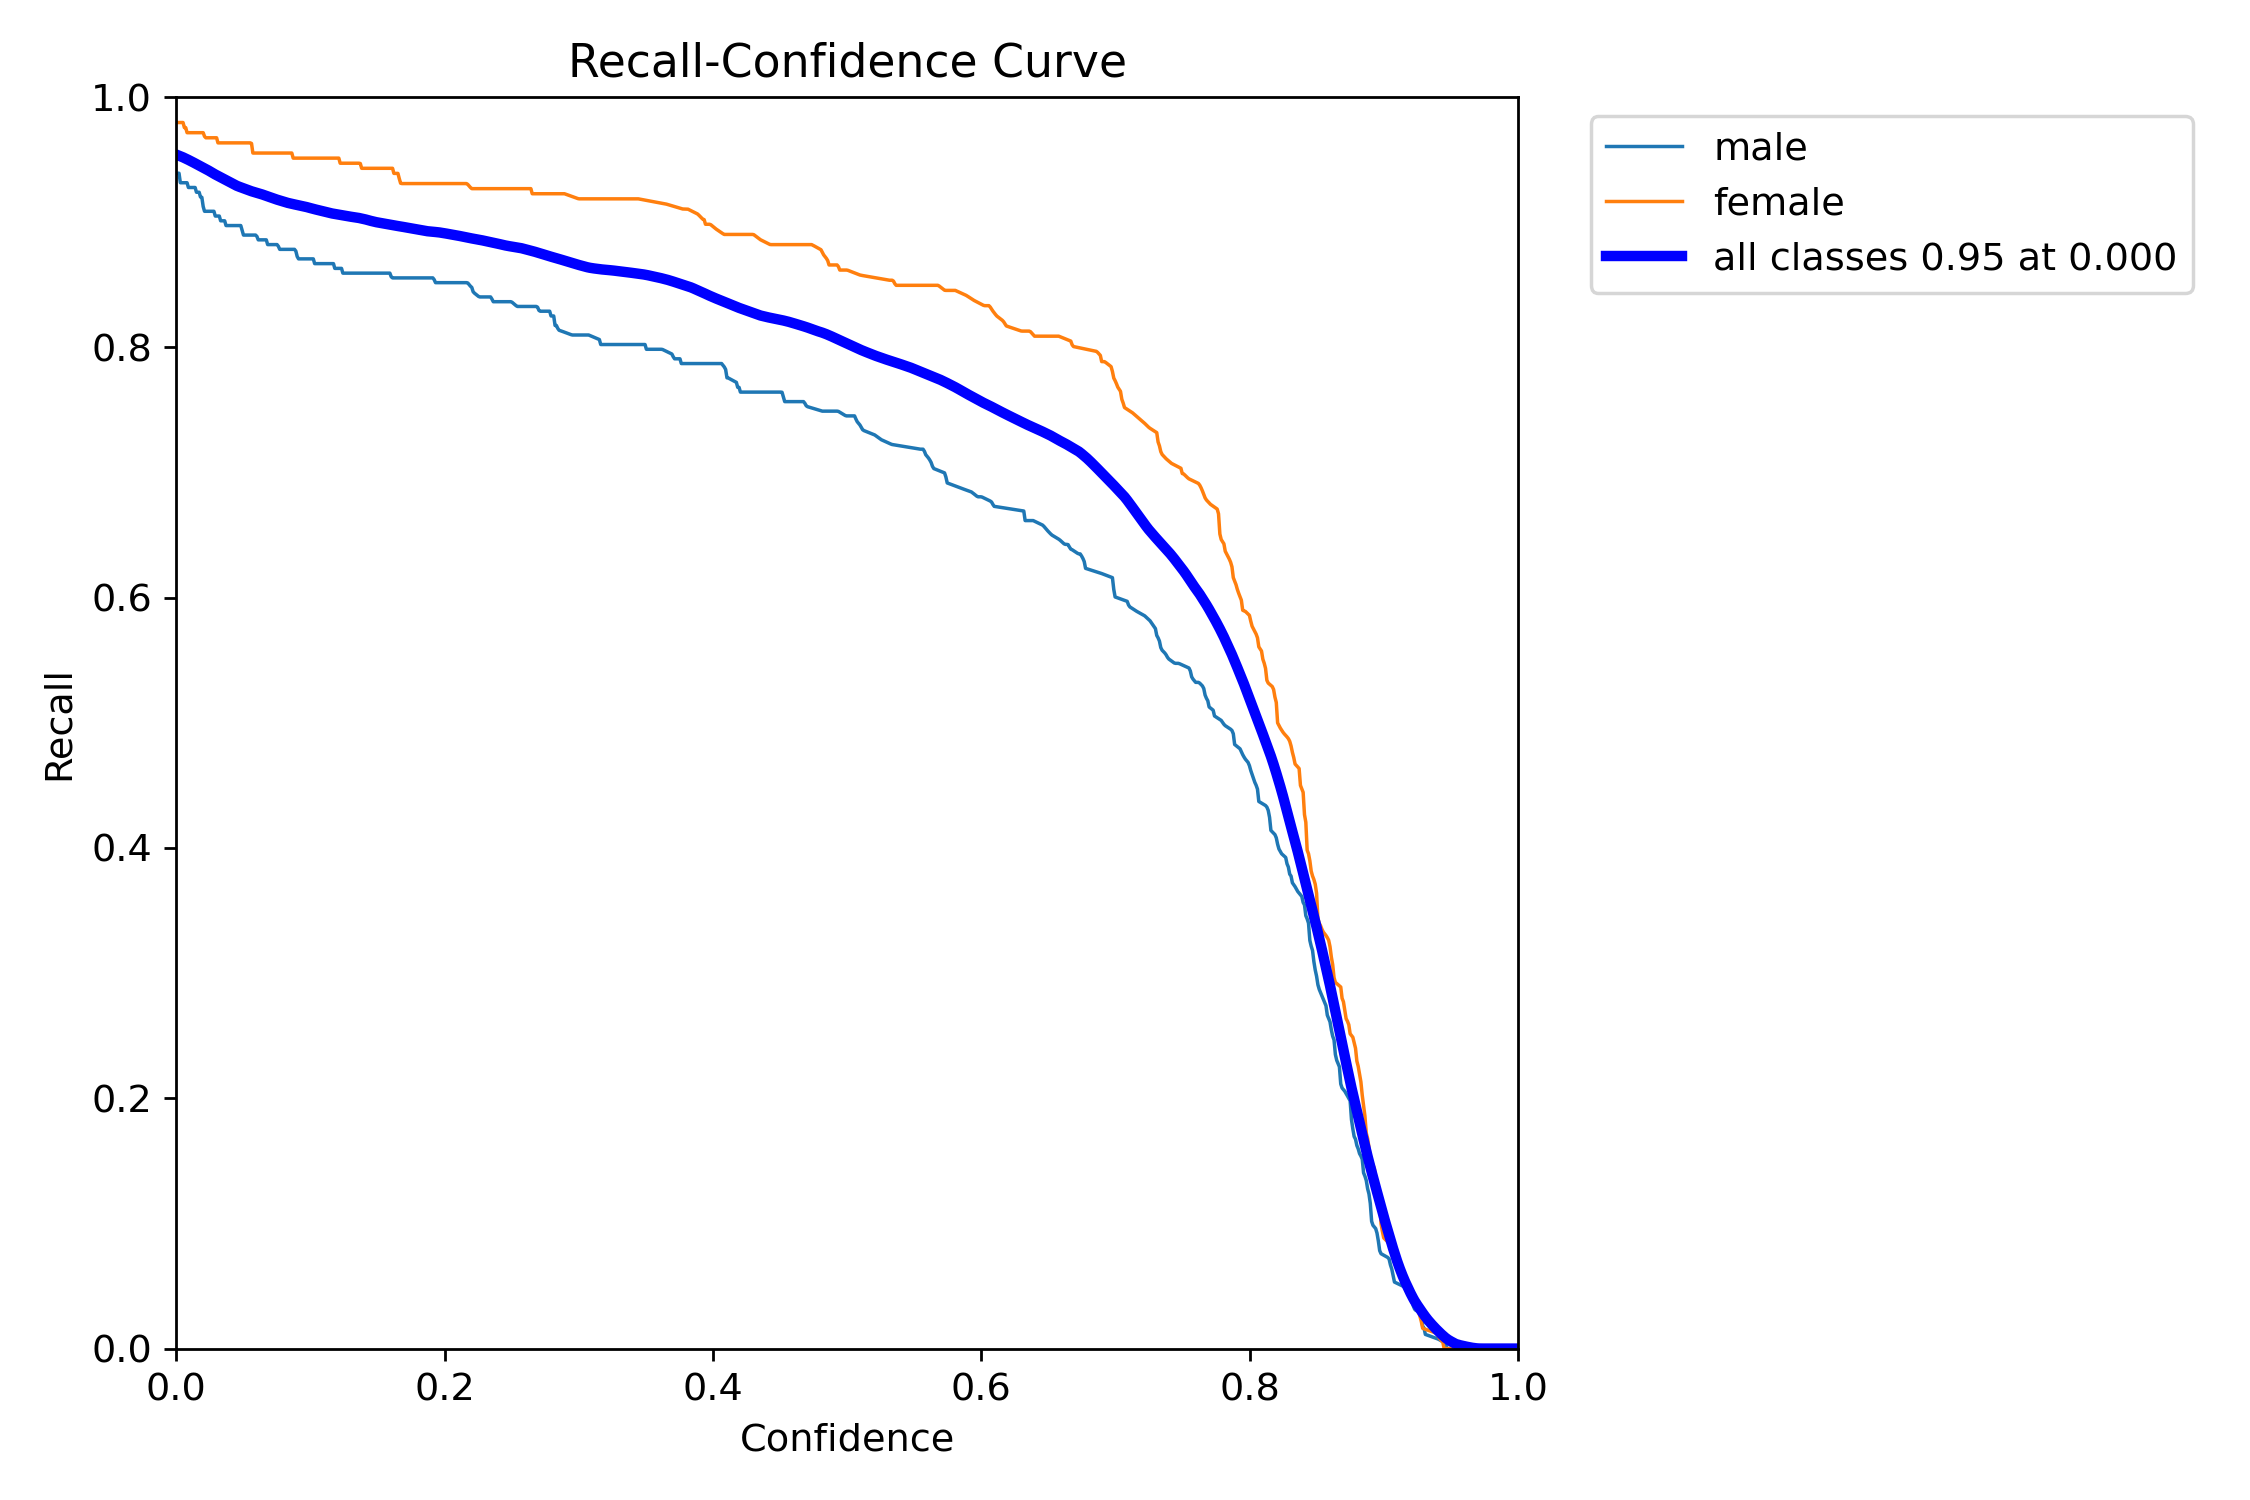 Recall-Confidence Curve
1.0
0.8
0.6
0.4
0.2
0.0
Recall
0.0 0.2 0.4 0.6 0.8 1.0
Confidence
male
female
all classes 0.95 at 0.000